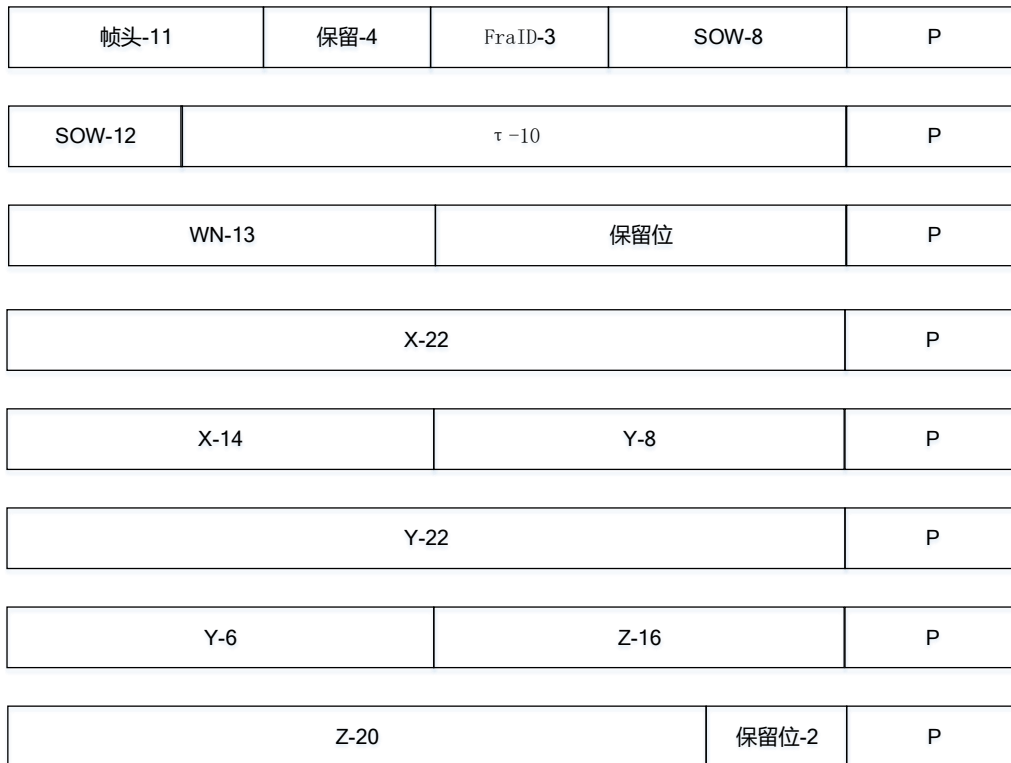 帧头-11 保留-4 FraID-3 SOW-8 P
SOW-12 τ-10 P
WN-13 保留位 P
X-22 P
X-14 Y-8 P
Y-22 P
Y-6 Z-16 P
Z-20 保留位-2 P